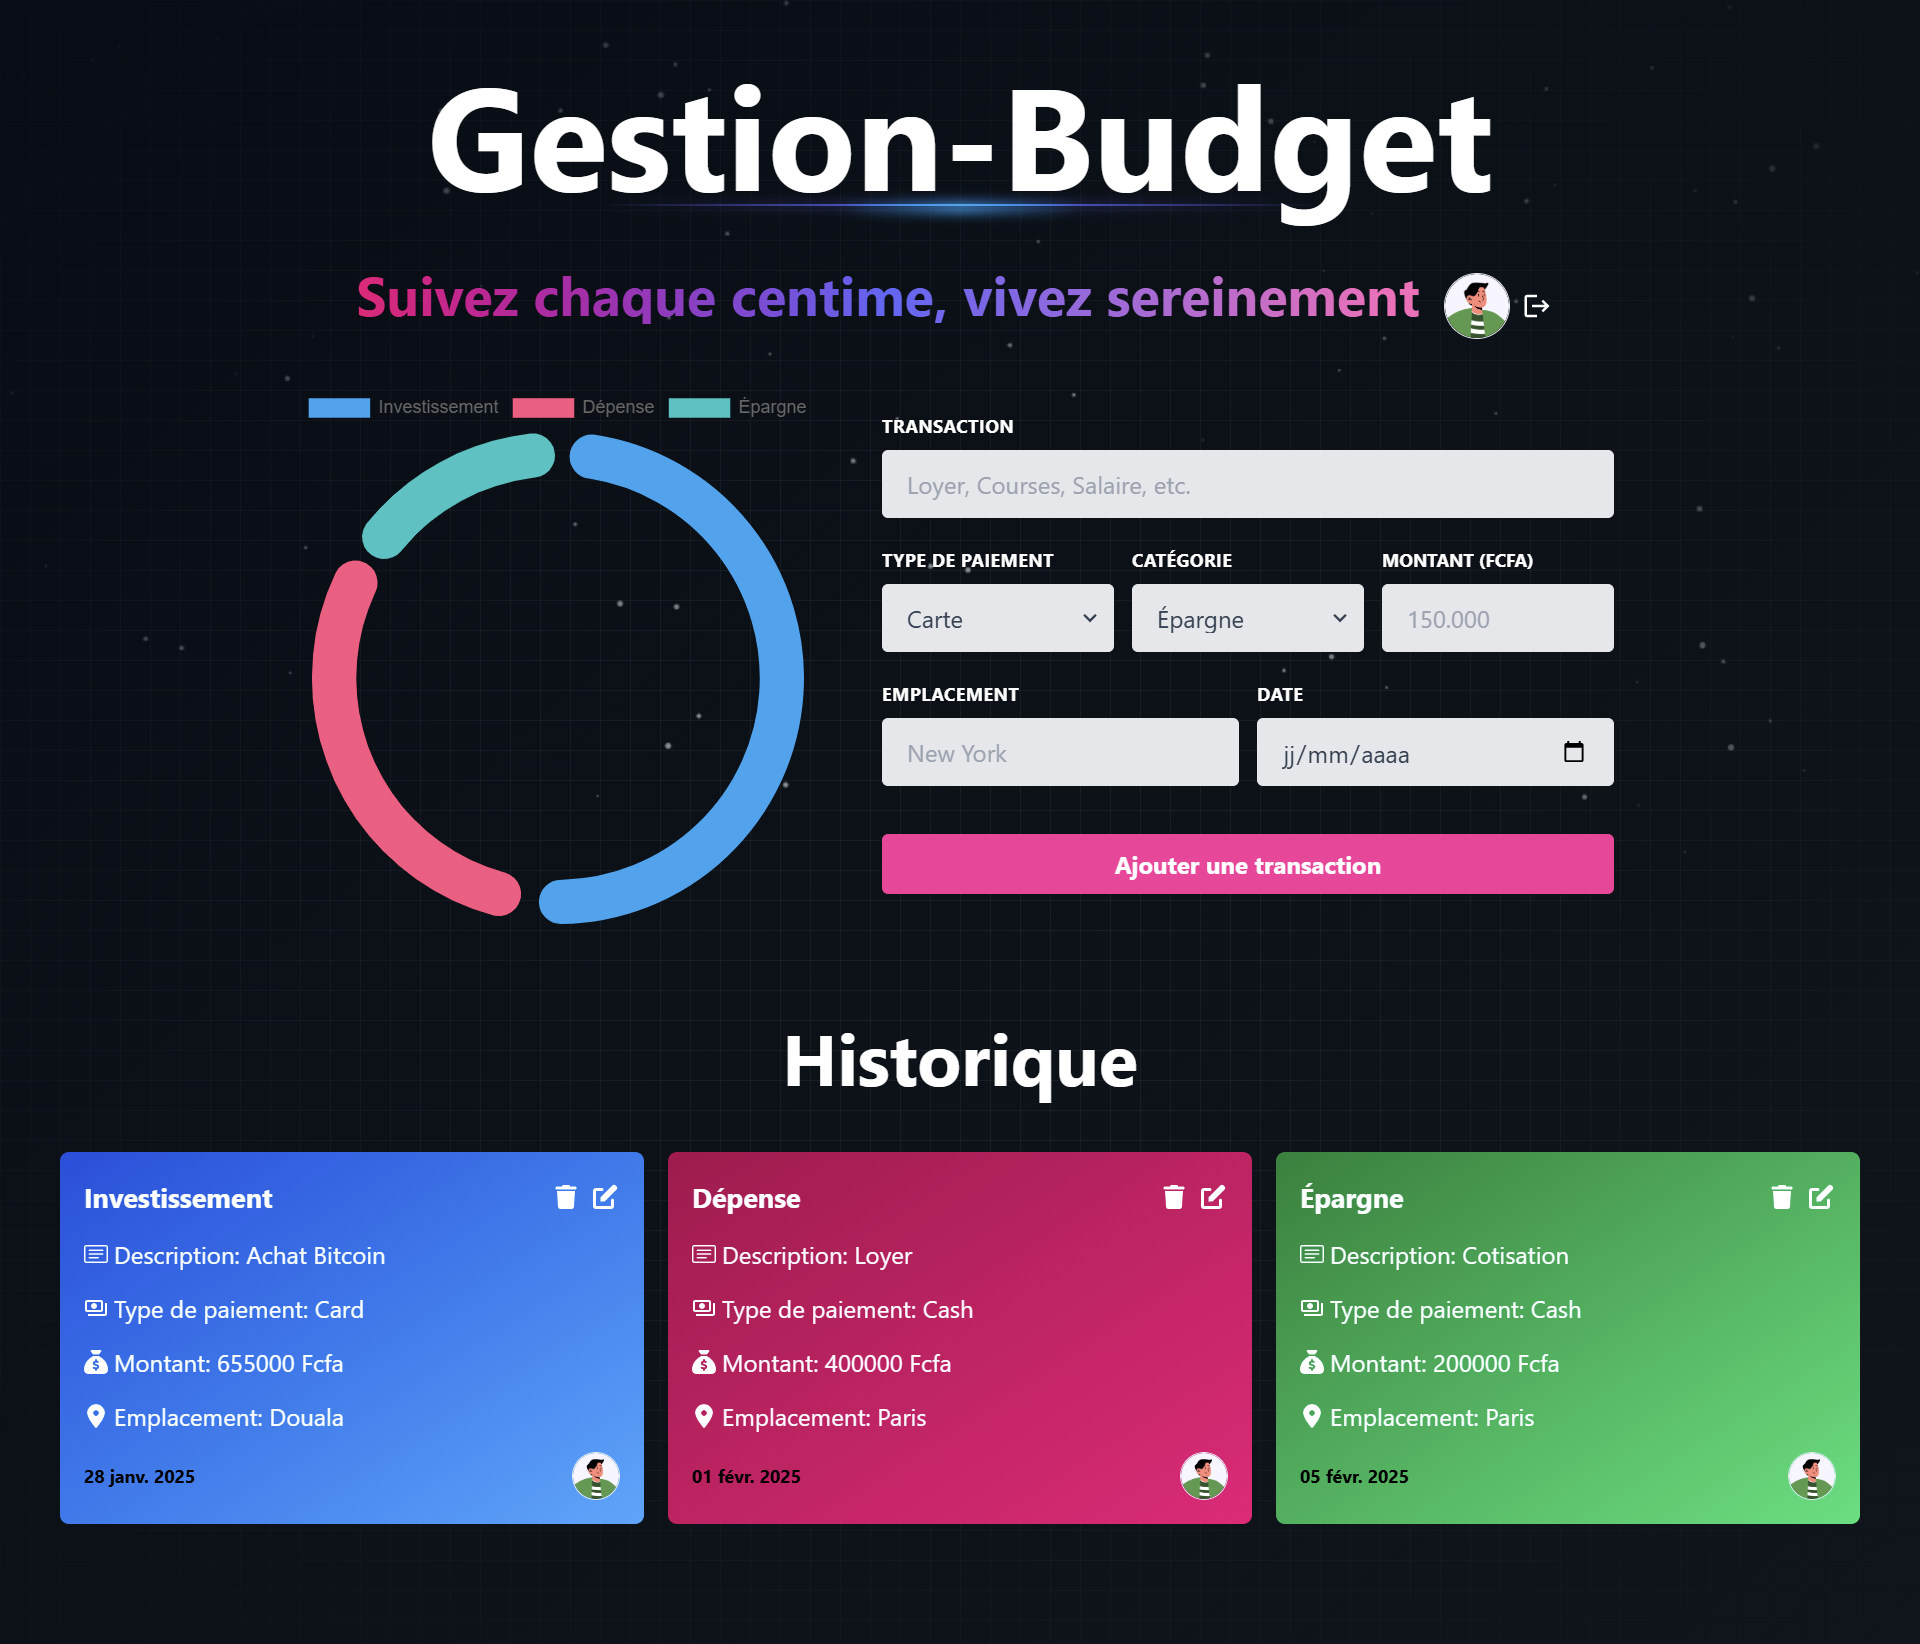 Gestion-Budget
Suivez chaque centime, vivez sereinement
Investissement Dépense Épargne
TRANSACTION
Loyer, Courses, Salaire, etc.
TYPE DE PAIEMENT CATÉGORIE MONTANT (FCFA)
Carte Épargne 150.000
EMPLACEMENT DATE
New York jj/mm/aaaa
Ajouter une transaction
Historique
Investissement
Description: Achat Bitcoin
Type de paiement: Card
Montant: 655000 Fcfa
Emplacement: Douala
28 janv. 2025
Dépense
Description: Loyer
Type de paiement: Cash
Montant: 400000 Fcfa
Emplacement: Paris
01 févr. 2025
Épargne
Description: Cotisation
Type de paiement: Cash
Montant: 200000 Fcfa
Emplacement: Paris
05 févr. 2025